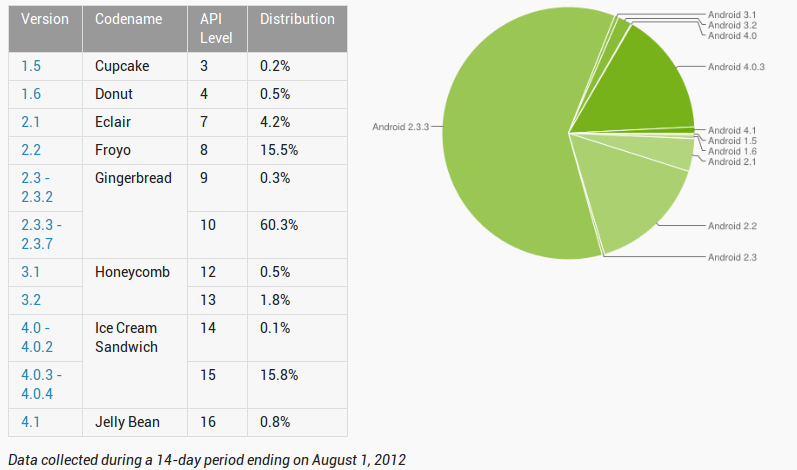 Version Codename API Level Distribution
1.5 Cupcake 3 0.2%
1.6 Donut 4 0.5%
2.1 Eclair 7 4.2%
2.2 Froyo 8 15.5%
2.3 - 2.3.2 Gingerbread 9 0.3%
2.3.3 - 2.3.7 10 60.3%
3.1 Honeycomb 12 0.5%
3.2 13 1.8%
4.0 - 4.0.2 Ice Cream Sandwich 14 0.1%
4.0.3 - 4.0.4 15 15.8%
4.1 Jelly Bean 16 0.8%
Data collected during a 14-day period ending on August 1, 2012
Android 3.1
Android 3.2
Android 4.0
Android 4.0.3
Android 2.3.3
Android 4.1
Android 1.5
Android 1.6
Android 2.1
Android 2.2
Android 2.3